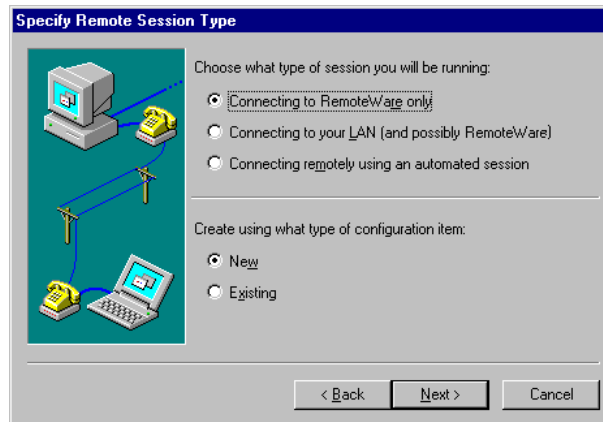 Specify Remote Session Type
Choose what type of session you will be running:
Connecting to RemoteWare only
Connecting to your LAN (and possibly RemoteWare)
Connecting remotely using an automated session
Create using what type of configuration item:
New
Existing
< Back
Next >
Cancel